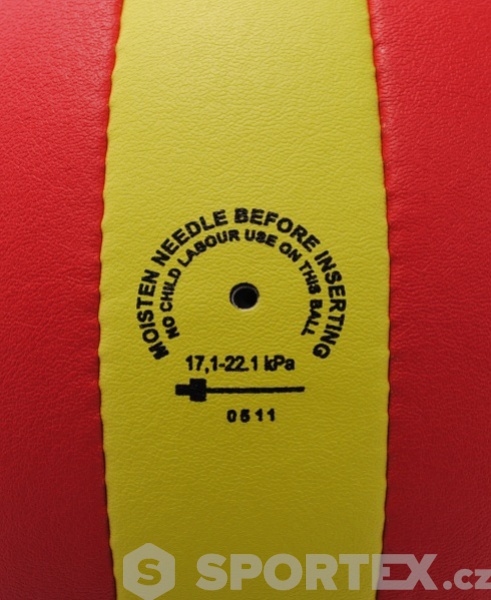 MOISTEN NEEDLE BEFORE INSERTING
NO CHILD LABOUR USE ON THIS BALL
17,1-22.1 kPa
0511
S SPORTEX.cz